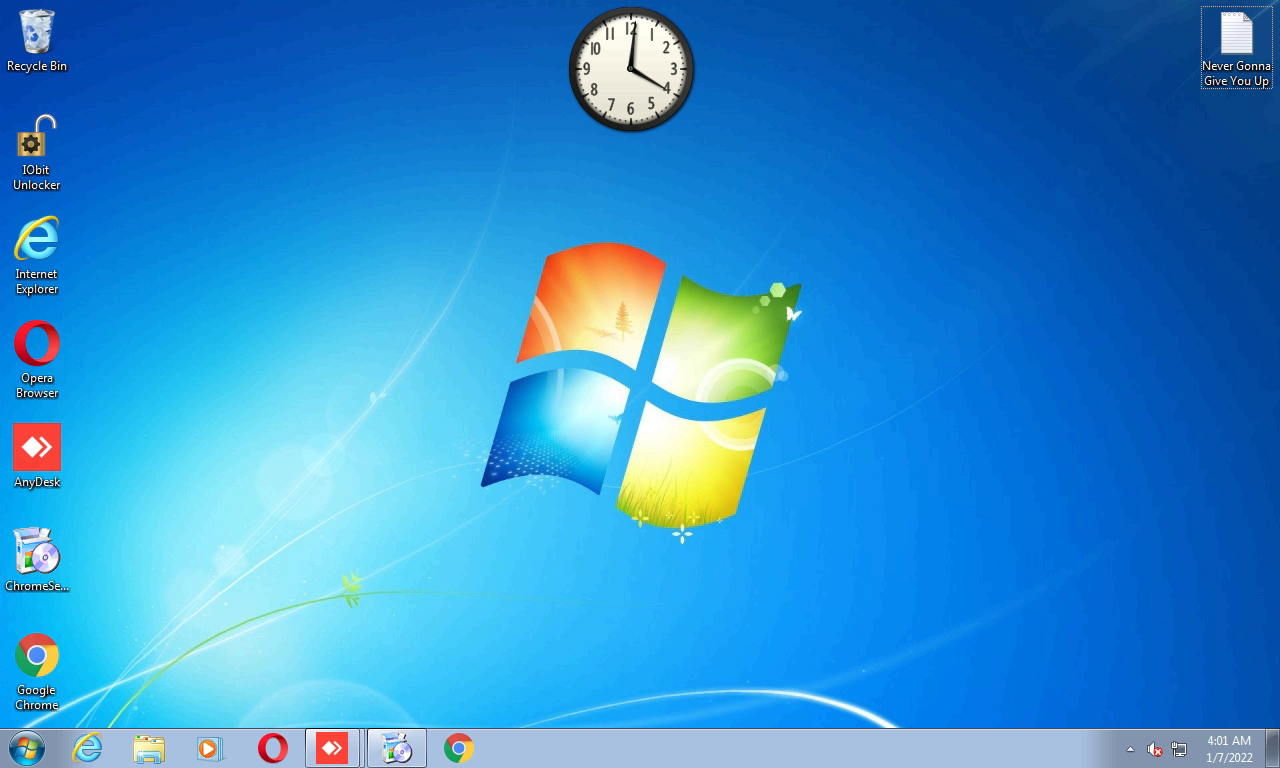 Recycle Bin
IObit
Unlocker
Internet
Explorer
Opera
Browser
AnyDesk
ChromeSe...
Google
Chrome
12
1
2
3
4
5
6
7
8
9
10
11
Never Gonna
Give You Up
4:01 AM
1/7/2022